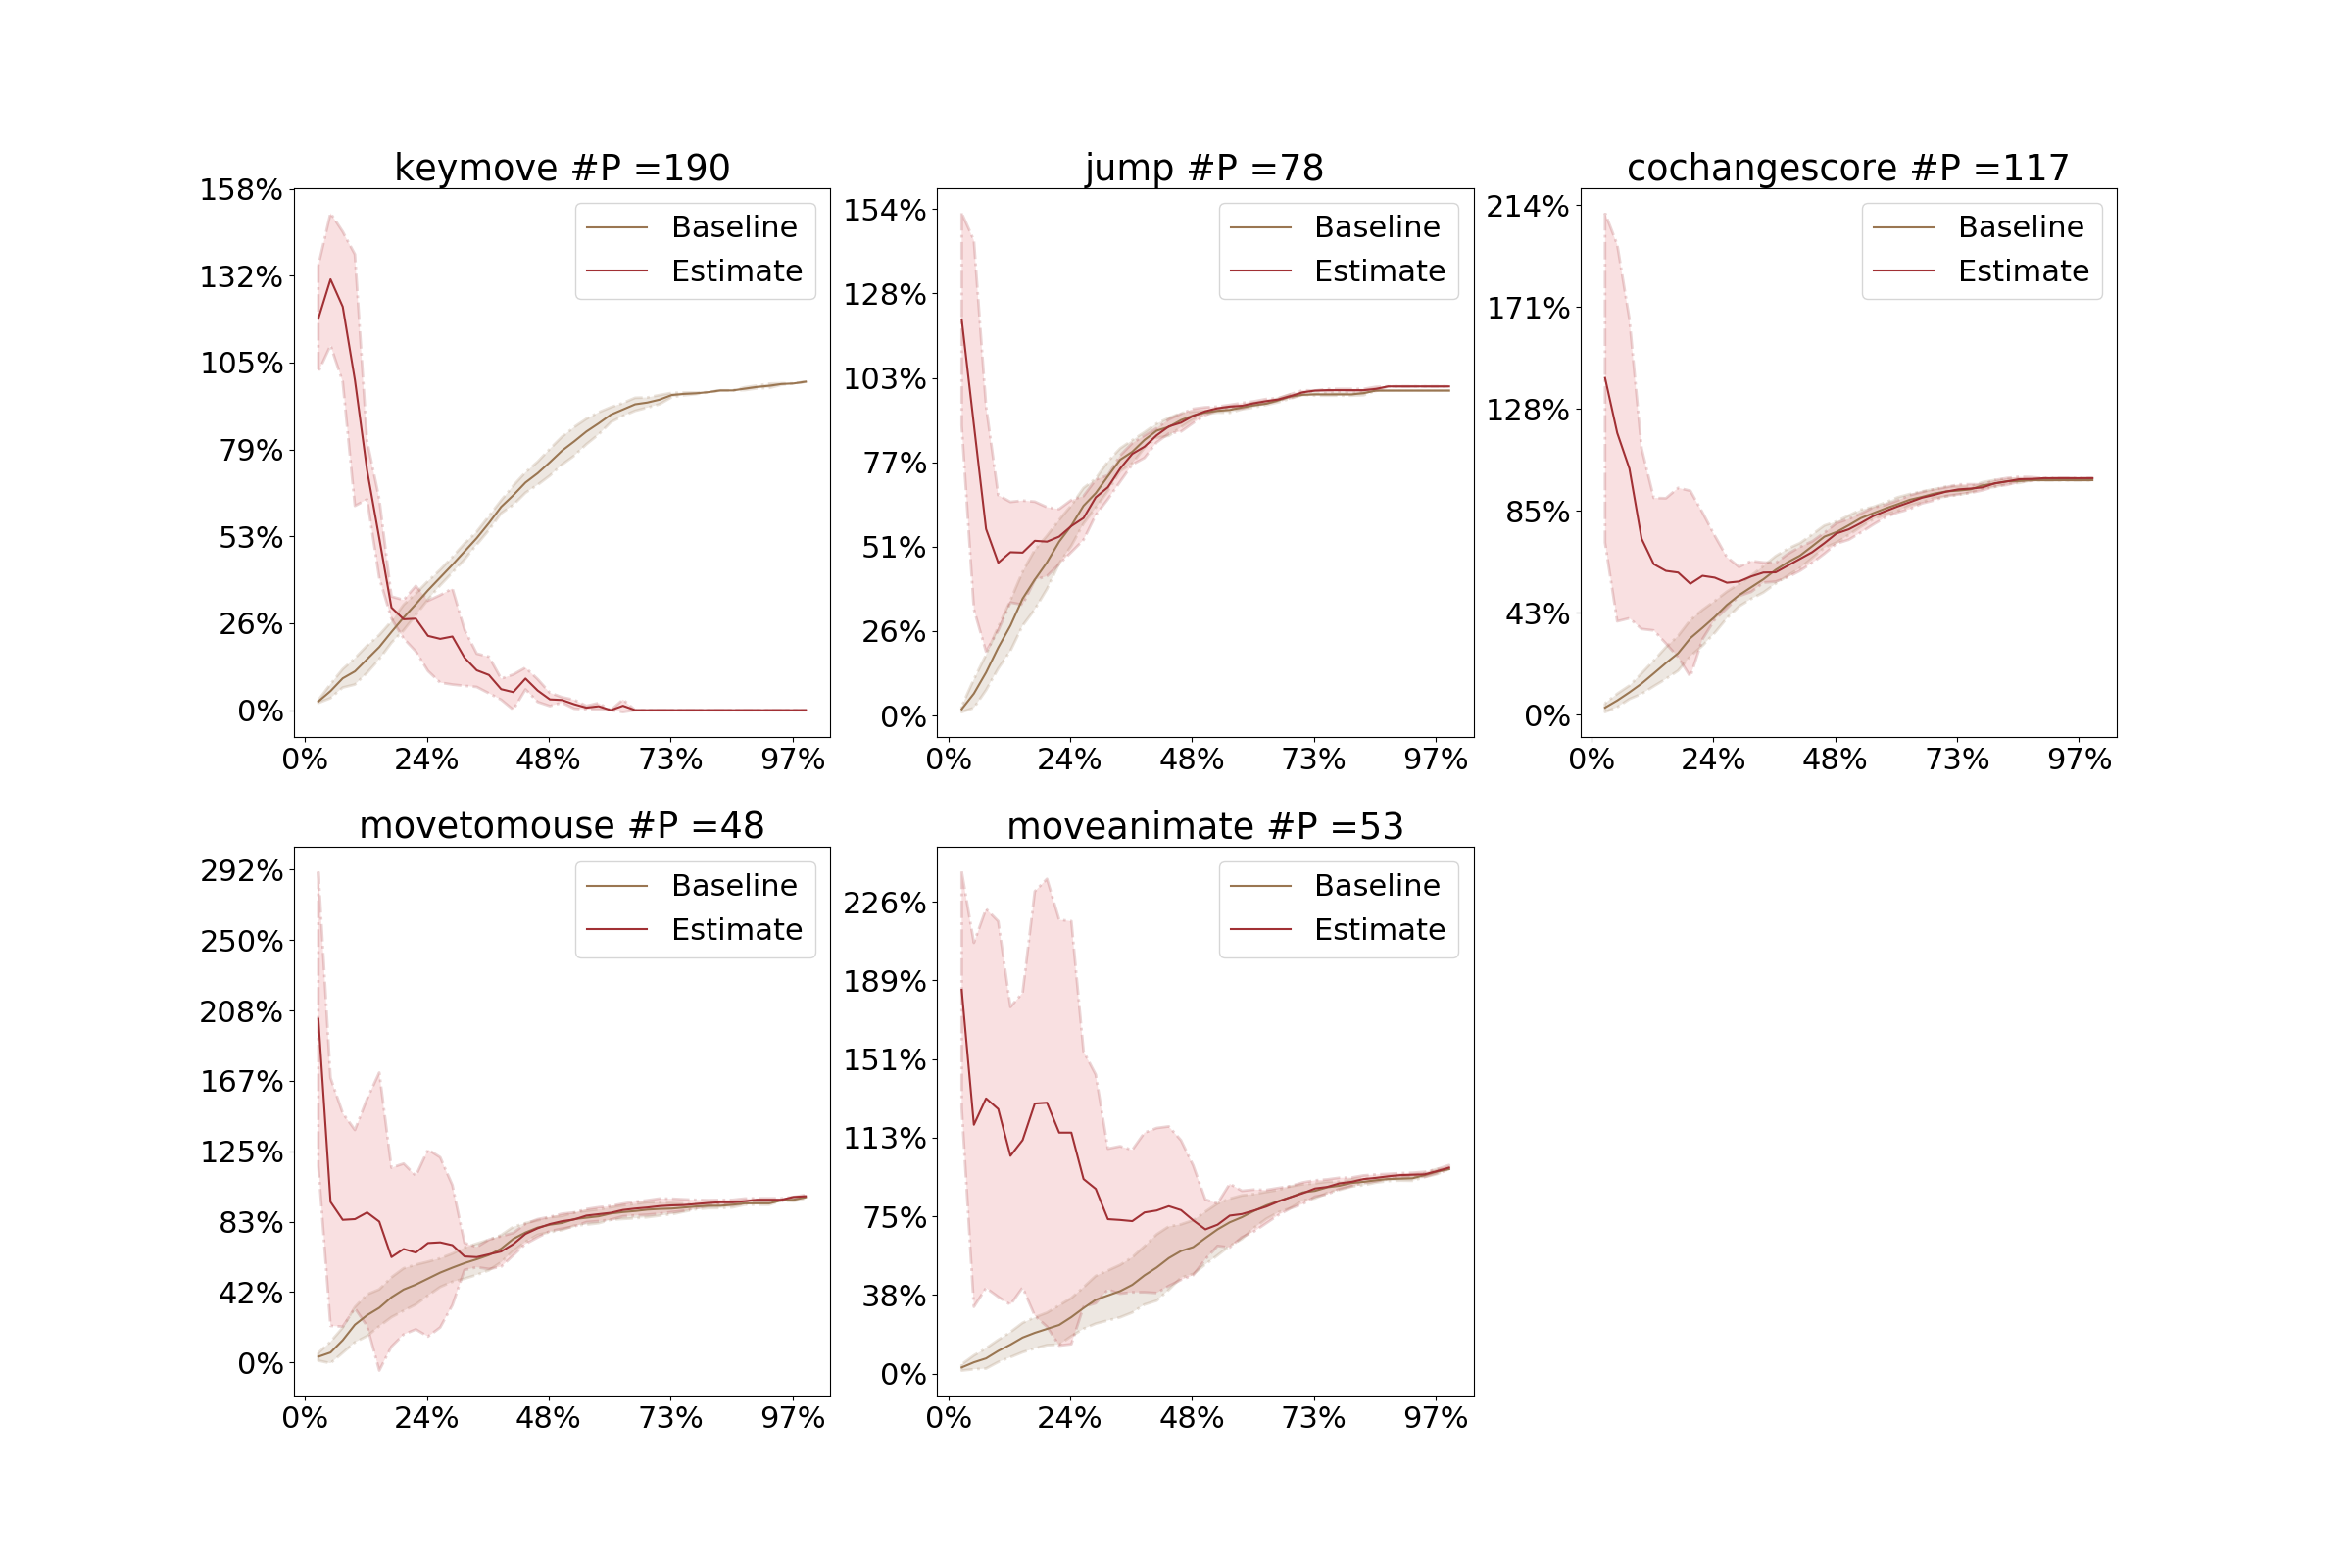 keymove #P =190
158%
132%
105%
79%
53%
26%
0%
0% 24% 48% 73% 97%
Baseline
Estimate
jump #P =78
154%
128%
103%
77%
51%
26%
0%
0% 24% 48% 73% 97%
Baseline
Estimate
cochangescore #P =117
214%
171%
128%
85%
43%
0%
0% 24% 48% 73% 97%
Baseline
Estimate
movetomouse #P =48
292%
250%
208%
167%
125%
83%
42%
0%
0% 24% 48% 73% 97%
Baseline
Estimate
moveanimate #P =53
226%
189%
151%
113%
75%
38%
0%
0% 24% 48% 73% 97%
Baseline
Estimate